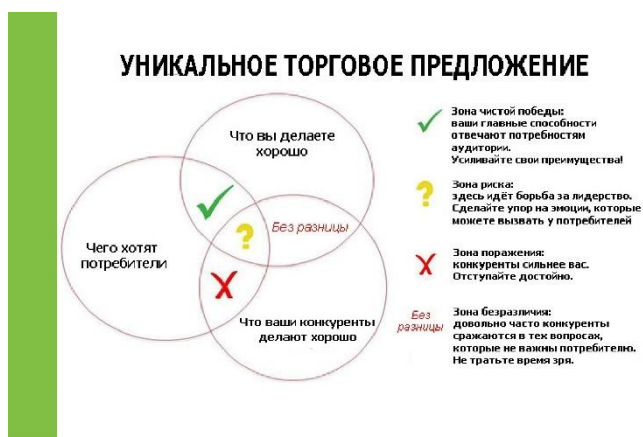 УНИКАЛЬНОЕ ТОРГОВОЕ ПРЕДЛОЖЕНИЕ
Что вы делаете
хорошо
Без разницы
Чего хотят
потребители
Что ваши конкуренты
делают хорошо
Зона чистой победы:
ваши главные способности
отвечают потребностям
аудитории.
Усиливайте свои преимущества!
?
Зона риска:
здесь идёт борьба за лидерство.
Сделайте упор на эмоции, которые
можете вызвать у потребителей
Зона поражения:
конкуренты сильнее вас.
Отступайте достойно.
Без
разницы
Зона безразличия:
довольно часто конкуренты
сражаются в тех вопросах,
которые не важны потребителю.
Не тратьте время зря.